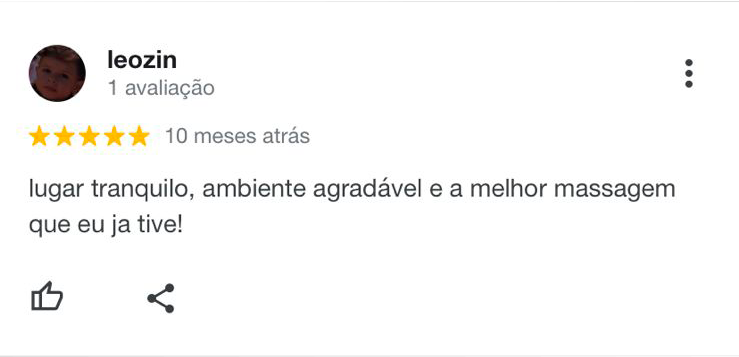 leozin
1 avaliação
10 meses atrás
lugar tranquilo, ambiente agradável e a melhor massagem
que eu ja tive!